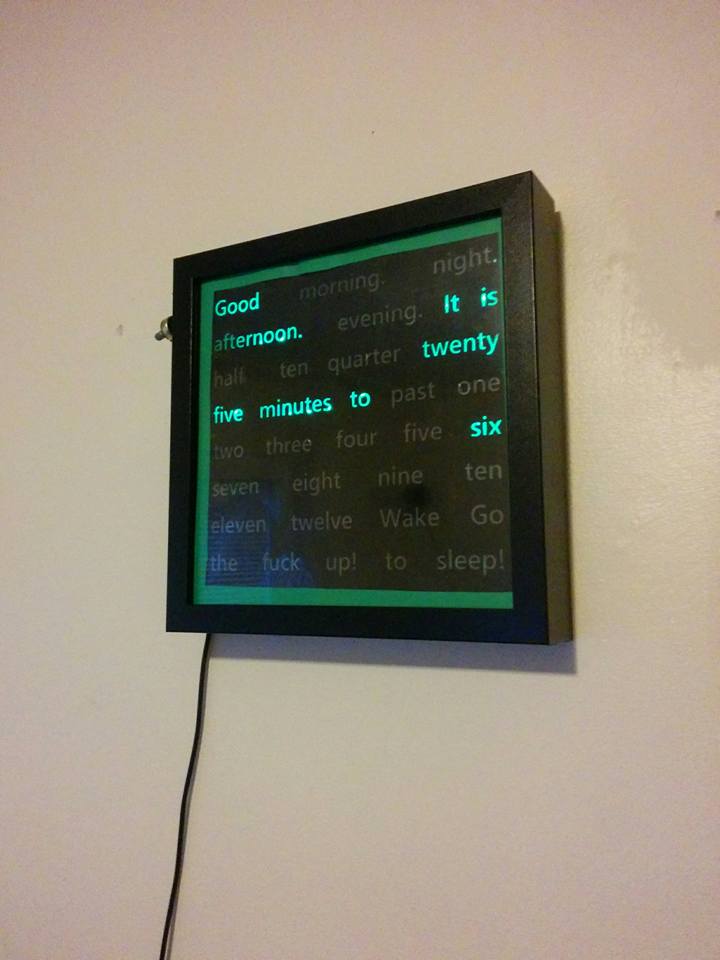 Good morning. night.
afternoon. evening. It is
half ten quarter twenty
five minutes to past one
two three four five six
seven eight nine ten
eleven twelve Wake Go
the fuck up! to sleep!